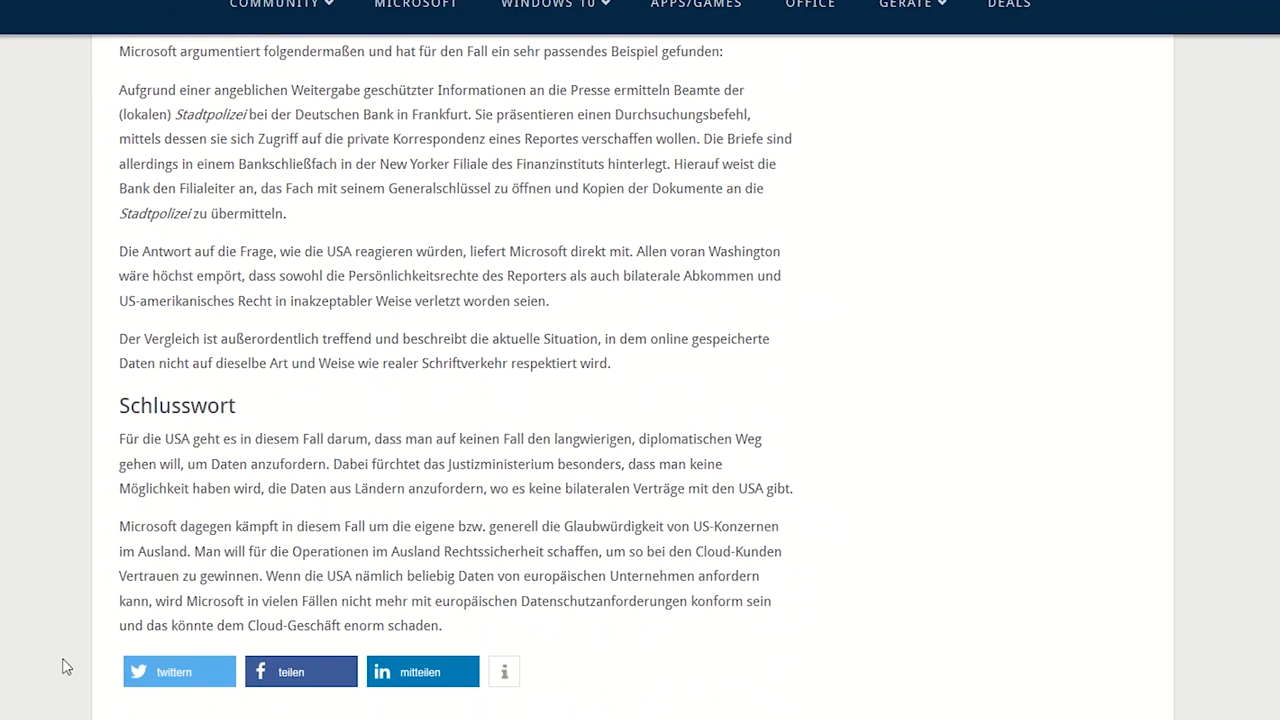 COMMUNITY MICROSOFT WINDOWS 10 APPS/GAMES OFFICE GERÄTE DEALS
Microsoft argumentiert folgendermaßen und hat für den Fall ein sehr passendes Beispiel gefunden:
Aufgrund einer angeblichen Weitergabe geschützter Informationen an die Presse ermitteln Beamte der
(lokalen) Stadtpolizei bei der Deutschen Bank in Frankfurt. Sie präsentieren einen Durchsuchungsbefehl,
mittels dessen sie sich Zugriff auf die private Korrespondenz eines Reportes verschaffen wollen. Die Briefe sind
allerdings in einem Bankschließfach in der New Yorker Filiale des Finanzinstituts hinterlegt. Hierauf weist die
Bank den Filialeiter an, das Fach mit seinem Generalschlüssel zu öffnen und Kopien der Dokumente an die
Stadtpolizei zu übermitteln.
Die Antwort auf die Frage, wie die USA reagieren würden, liefert Microsoft direkt mit. Allen voran Washington
wäre höchst empört, dass sowohl die Persönlichkeitsrechte des Reporters als auch bilaterale Abkommen und
US-amerikanisches Recht in inakzeptabler Weise verletzt worden seien.
Der Vergleich ist außerordentlich treffend und beschreibt die aktuelle Situation, in dem online gespeicherte
Daten nicht auf dieselbe Art und Weise wie realer Schriftverkehr respektiert wird.
Schlusswort
Für die USA geht es in diesem Fall darum, dass man auf keinen Fall den langwierigen, diplomatischen Weg
gehen will, um Daten anzufordern. Dabei fürchtet das Justizministerium besonders, dass man keine
Möglichkeit haben wird, die Daten aus Ländern anzufordern, wo es keine bilateralen Verträge mit den USA gibt.
Microsoft dagegen kämpft in diesem Fall um die eigene bzw. generell die Glaubwürdigkeit von US-Konzernen
im Ausland. Man will für die Operationen im Ausland Rechtssicherheit schaffen, um so bei den Cloud-Kunden
Vertrauen zu gewinnen. Wenn die USA nämlich beliebig Daten von europäischen Unternehmen anfordern
kann, wird Microsoft in vielen Fällen nicht mehr mit europäischen Datenschutzanforderungen konform sein
und das könnte dem Cloud-Geschäft enorm schaden.
twittern teilen mitteilen